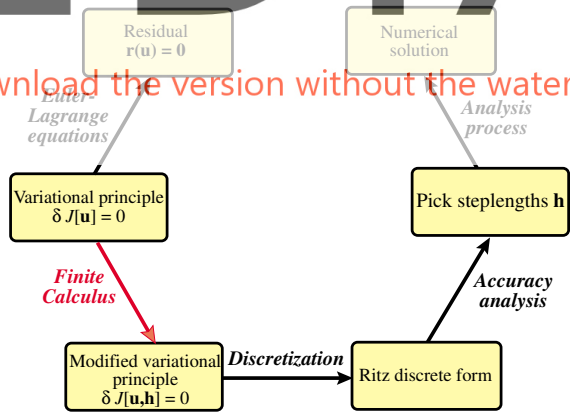 Residual
r(u) = 0
Numerical
solution
wnload the version without the water
Euler-
Lagrange
equations
Analysis
process
Variational principle
δ J[u] = 0
Pick steplengths h
Finite
Calculus
Accuracy
analysis
Modified variational
principle
δ J[u,h] = 0
Discretization
Ritz discrete form